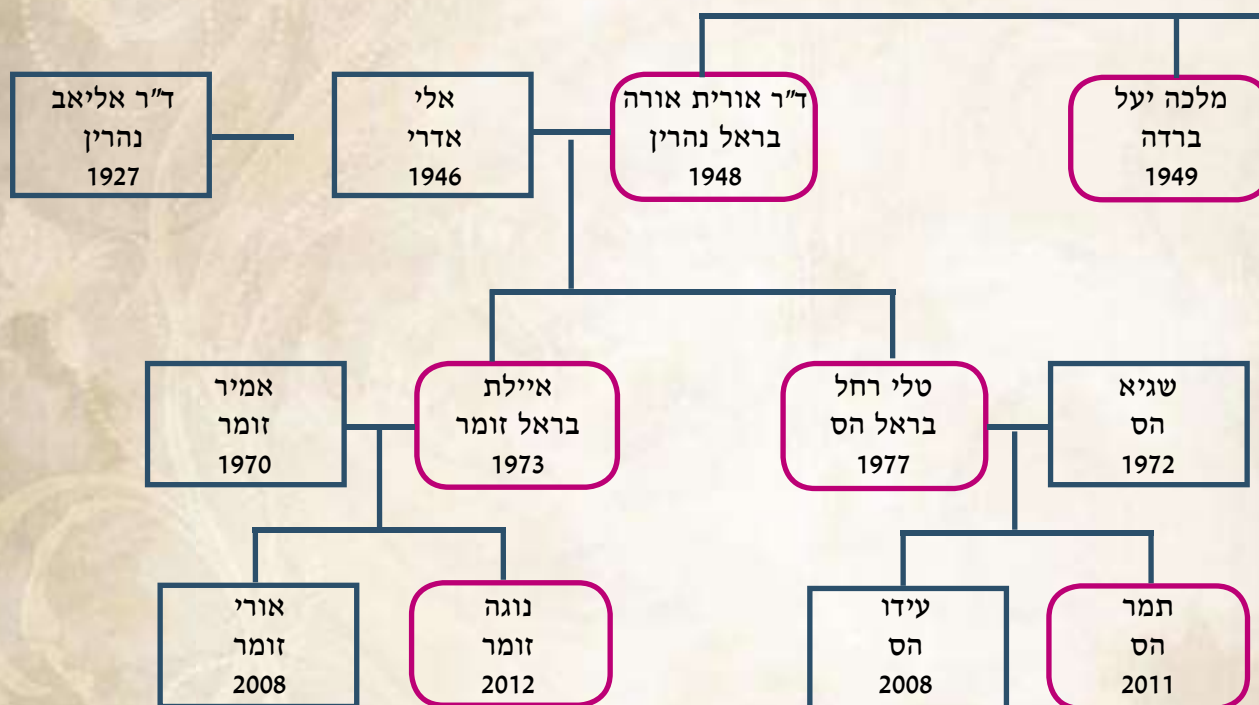 מלכה יעל
ברדה
1949
ד"ר אורית אורה
בראל נהרין
1948
אלי
אדרי
1946
ד"ר אליאב
נהרין
1927
שגיא
הס
1972
טלי רחל
בראל הס
1977
איילת
בראל זומר
1973
אמיר
זומר
1970
תמר
הס
2011
עידו
הס
2008
נוגה
זומר
2012
אורי
זומר
2008